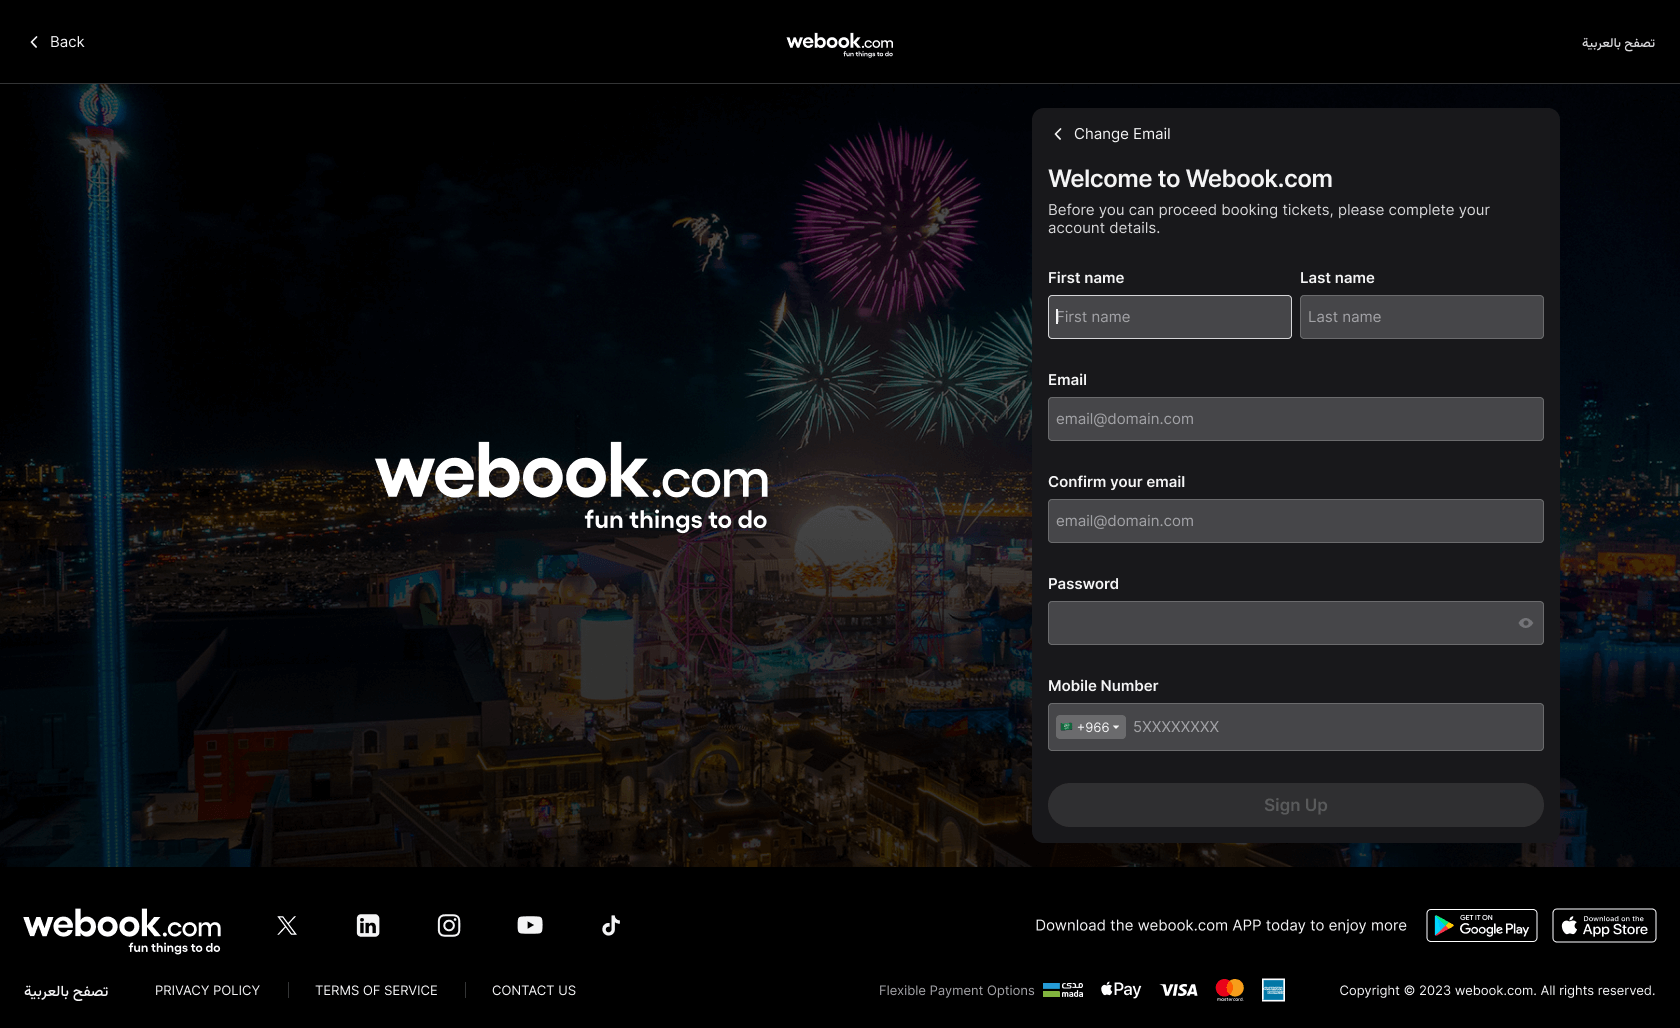 Back
webook.com
fun things to do
تصفح بالعربية
Change Email
Welcome to Webook.com
Before you can proceed booking tickets, please complete your
account details.
First name
Last name
First name
Last name
Email
email@domain.com
Confirm your email
email@domain.com
Password
Mobile Number
+966
5XXXXXXXX
Sign Up
webook.com
fun things to do
webook.com
fun things to do
Download the webook.com APP today to enjoy more
GET IT ON
Google Play
Download on the
App Store
تصفح بالعربية
PRIVACY POLICY
TERMS OF SERVICE
CONTACT US
Flexible Payment Options
مدى
mada
Pay
VISA
mastercard
Copyright © 2023 webook.com. All rights reserved.